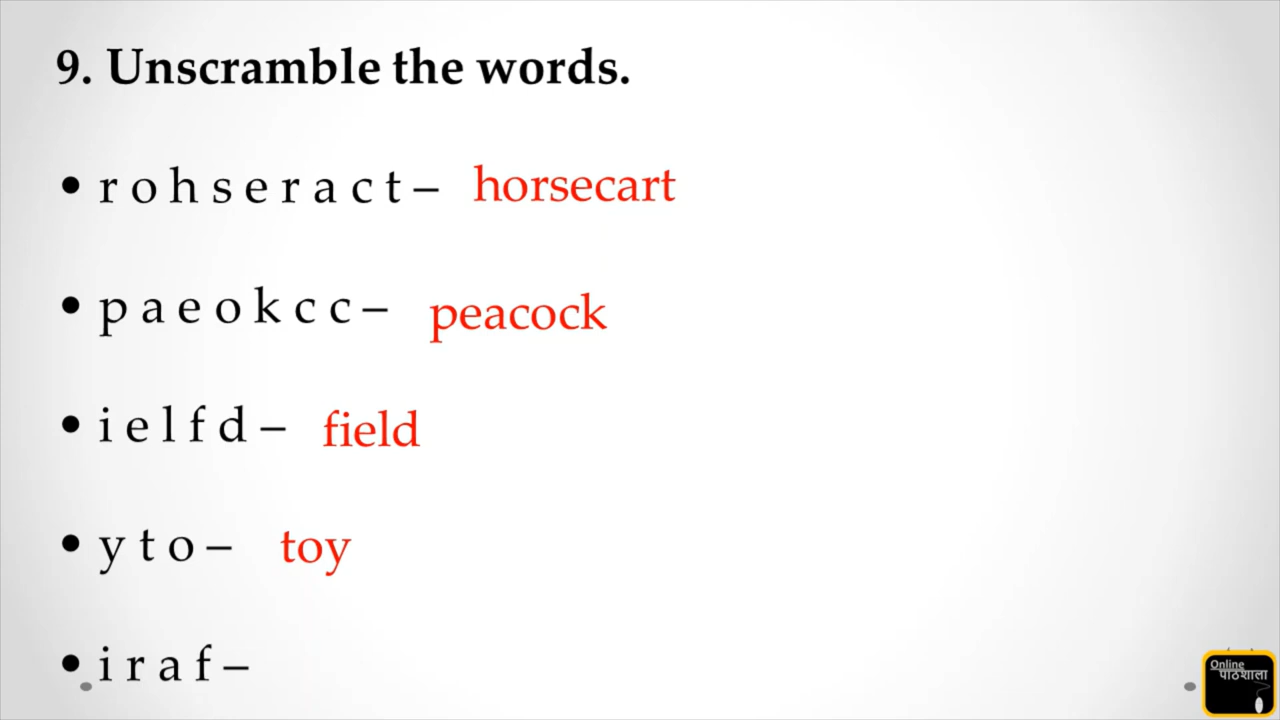 9. Unscramble the words.
• r o h s e r a c t – horsecart
• p a e o k c c – peacock
• i e l f d – field
• y t o – toy
• i r a f –
Online
पाठशाला